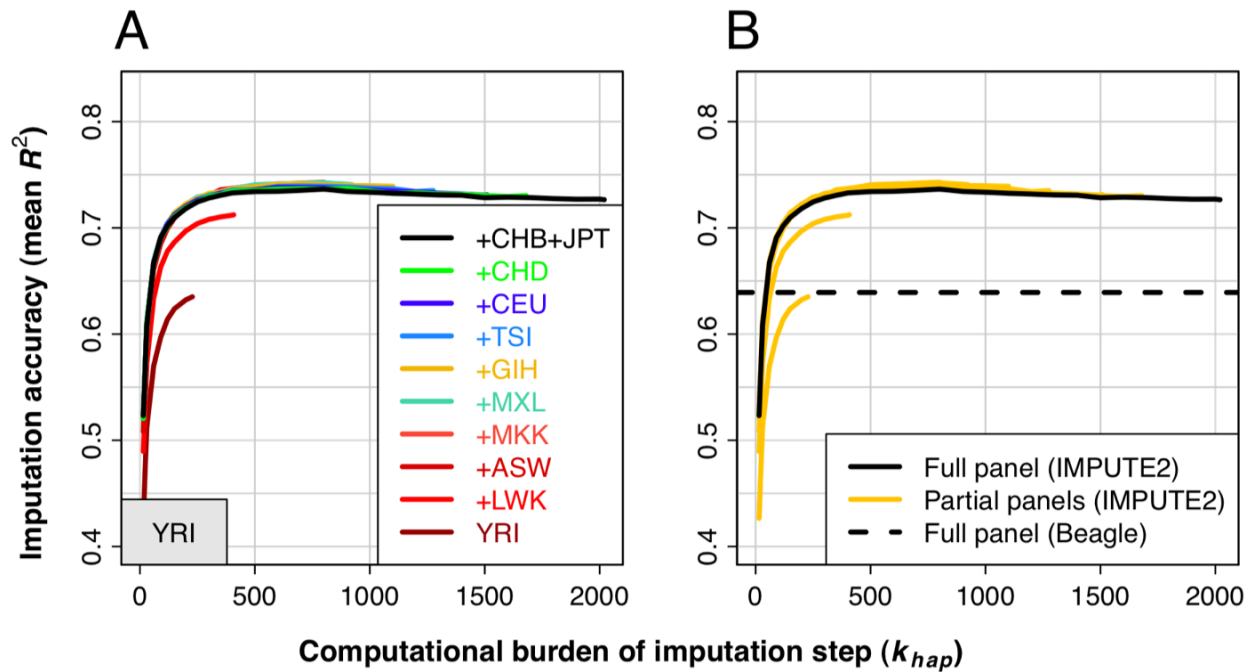 A
B
Imputation accuracy (mean R²)
0.8
0.7
0.6
0.5
0.4
+CHB+JPT
+CHD
+CEU
+TSI
+GIH
+MXL
+MKK
+ASW
+LWK
YRI
YRI
0 500 1000 1500 2000
0.8
0.7
0.6
0.5
0.4
Full panel (IMPUTE2)
Partial panels (IMPUTE2)
Full panel (Beagle)
0 500 1000 1500 2000
Computational burden of imputation step (k_hap)